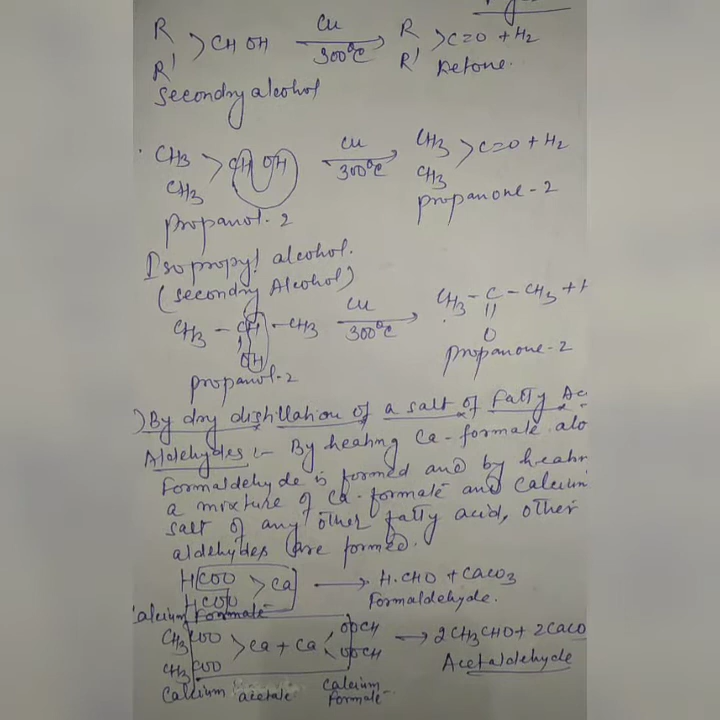 R
R' > CHOH Cu 300°C R R' > C=O + H2
Secondry alcohol Ketone.
CH3 CH3 > CH OH Cu 300°C CH3 CH3 > C=O + H2
propanol-2 propanone-2
Isopropyl alcohol.
(secondry Alcohol)
CH3 - CH - CH3 Cu 300°C CH3 - C - CH3 + H
OH O
propanol-2 propanone-2
) By dry distillation of a salt of Fatty Ac
Aldehydes :- By heating Ca-formate alo
Formaldehyde is formed and by heatin
a mixture of Ca-formate and Calcium
salt of any other fatty acid, other
aldehydes are formed.
HCOO HCOO > Ca → H.CHO + CaCO3
Calcium Formate Formaldehyde.
CH3COO CH3COO > Ca + Ca < OOCH OOCH → 2CH3CHO + 2CaCO
Calcium acetate Calcium Formate Acetaldehyde